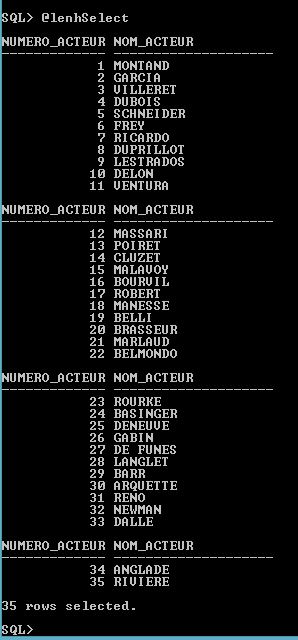 SQL> @lenhSelect
NUMERO_ACTEUR NOM_ACTEUR
1 MONTAND
2 GARCIA
3 VILLERET
4 DUBOIS
5 SCHNEIDER
6 FREY
7 RICARDO
8 DUPRILLOT
9 LESTRADOS
10 DELON
11 VENTURA
NUMERO_ACTEUR NOM_ACTEUR
12 MASSARI
13 POIRET
14 CLUZET
15 MALAVOY
16 BOURVIL
17 ROBERT
18 MANESSE
19 BELLI
20 BRASSEUR
21 MARLAUD
22 BELMONDO
NUMERO_ACTEUR NOM_ACTEUR
23 ROURKE
24 BASINGER
25 DENEUVE
26 GABIN
27 DE FUNES
28 LANGLET
29 BARR
30 ARQUETTE
31 RENO
32 NEWMAN
33 DALLE
NUMERO_ACTEUR NOM_ACTEUR
34 ANGLADE
35 RIVIERE
35 rows selected.
SQL>